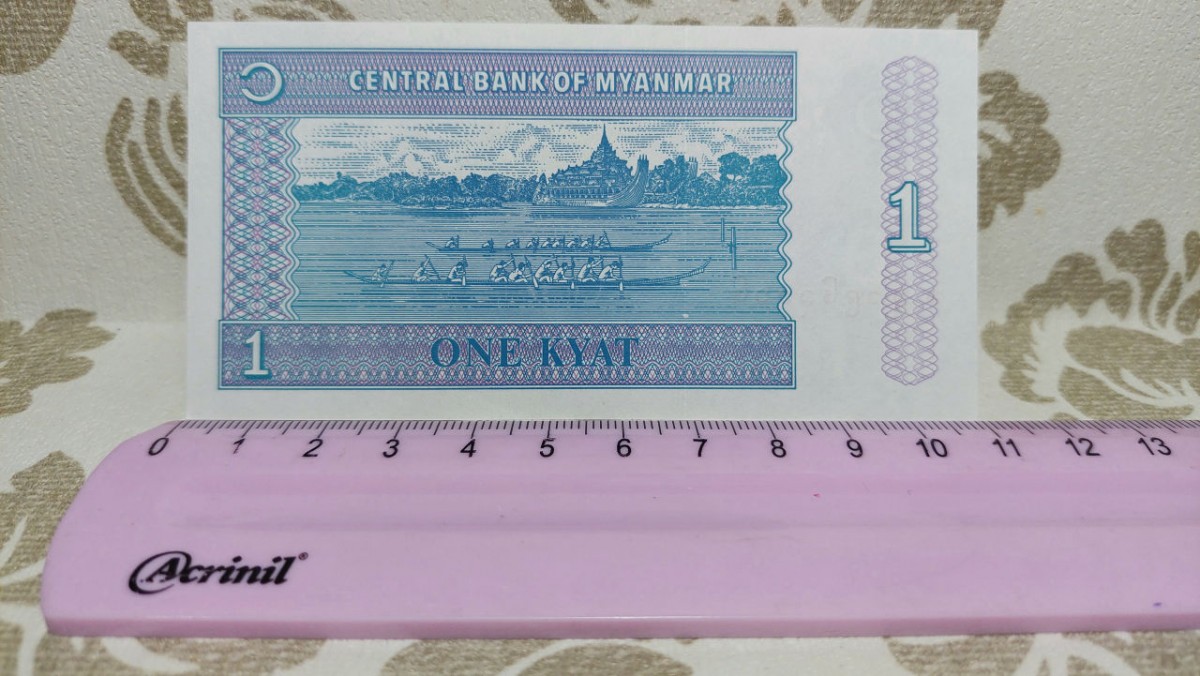 ၁ CENTRAL BANK OF MYANMAR
1
1 ONE KYAT
0 1 2 3 4 5 6 7 8 9 10 11 12 13
Acrinil®